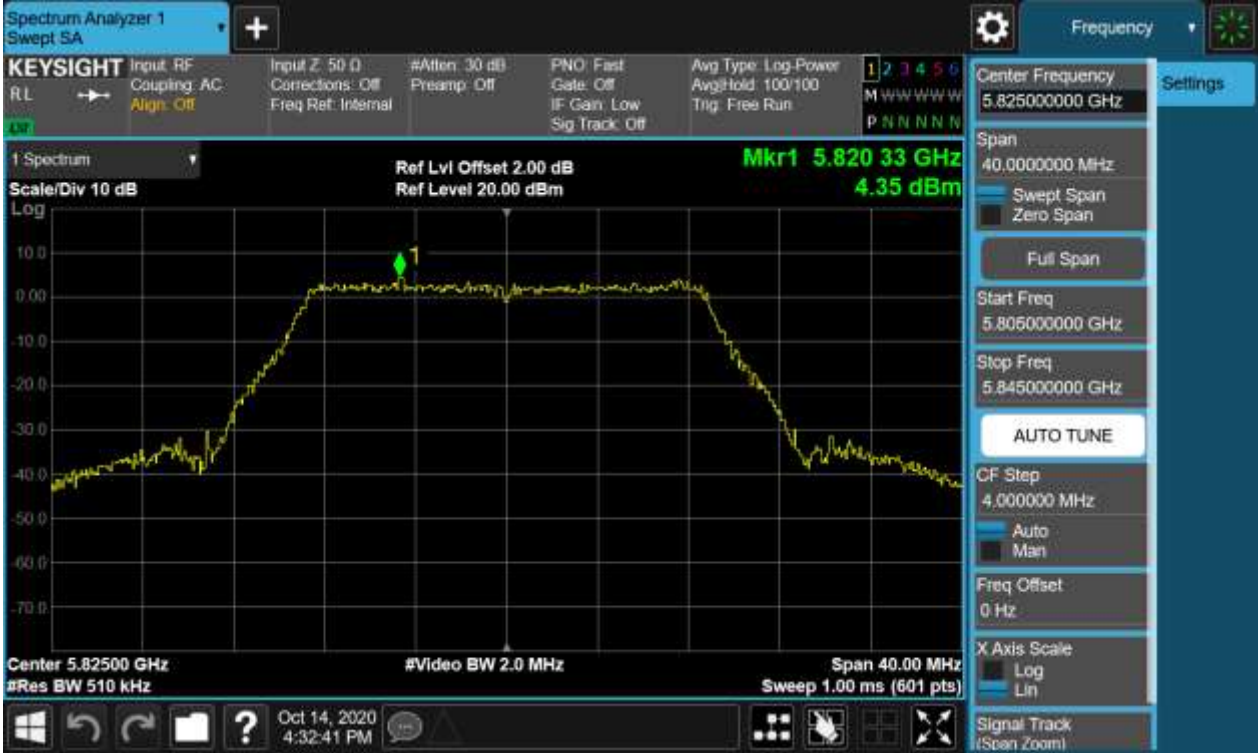 Spectrum Analyzer 1
Swept SA
Frequency
KEYSIGHT
RL
Input: RF
Coupling: AC
Align: Off
Input Z: 50 Ω
Corrections: Off
Freq Ref: Internal
#Atten: 30 dB
Preamp: Off
PNO: Fast
Gate: Off
IF Gain: Low
Sig Track: Off
Avg Type: Log-Power
Avg|Hold: 100/100
Trig: Free Run
1 2 3 4 5 6
M W W W W W
P N N N N N
Settings
Center Frequency
5.825000000 GHz
Span
40.0000000 MHz
Swept Span
Zero Span
Full Span
Start Freq
5.805000000 GHz
Stop Freq
5.845000000 GHz
AUTO TUNE
CF Step
4.000000 MHz
Auto
Man
Freq Offset
0 Hz
X Axis Scale
Log
Lin
Signal Track
(Span Zoom)
1 Spectrum
Ref Lvl Offset 2.00 dB
Mkr1 5.820 33 GHz
Scale/Div 10 dB
Ref Level 20.00 dBm
4.35 dBm
Log
1
10.0
0.00
-10.0
-20.0
-30.0
-40.0
-50.0
-60.0
-70.0
Center 5.82500 GHz
#Video BW 2.0 MHz
Span 40.00 MHz
#Res BW 510 kHz
Sweep 1.00 ms (601 pts)
?
Oct 14, 2020
4:32:41 PM